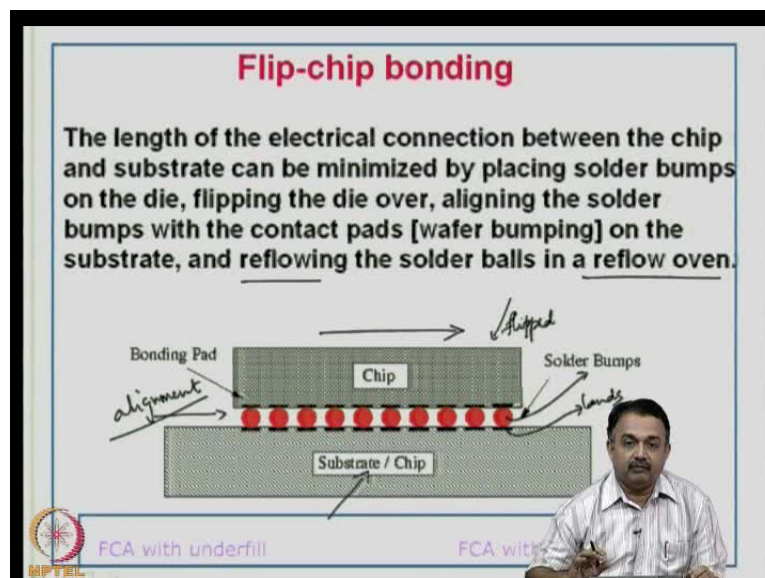 Flip-chip bonding
The length of the electrical connection between the chip
and substrate can be minimized by placing solder bumps
on the die, flipping the die over, aligning the solder
bumps with the contact pads [wafer bumping] on the
substrate, and reflowing the solder balls in a reflow oven.
flipped
Bonding Pad
Chip
Solder Bumps
alignment
lands
Substrate / Chip
FCA with underfill
FCA with
NPTEL